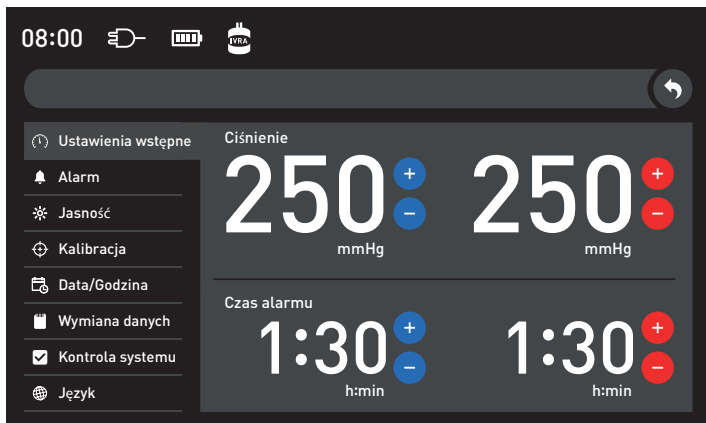 08:00
IVRA
Ustawienia wstępne
Alarm
Jasność
Kalibracja
Data/Godzina
Wymiana danych
Kontrola systemu
Język
Ciśnienie
250 + - 250 + -
mmHg mmHg
Czas alarmu
1:30 + - 1:30 + -
h:min h:min